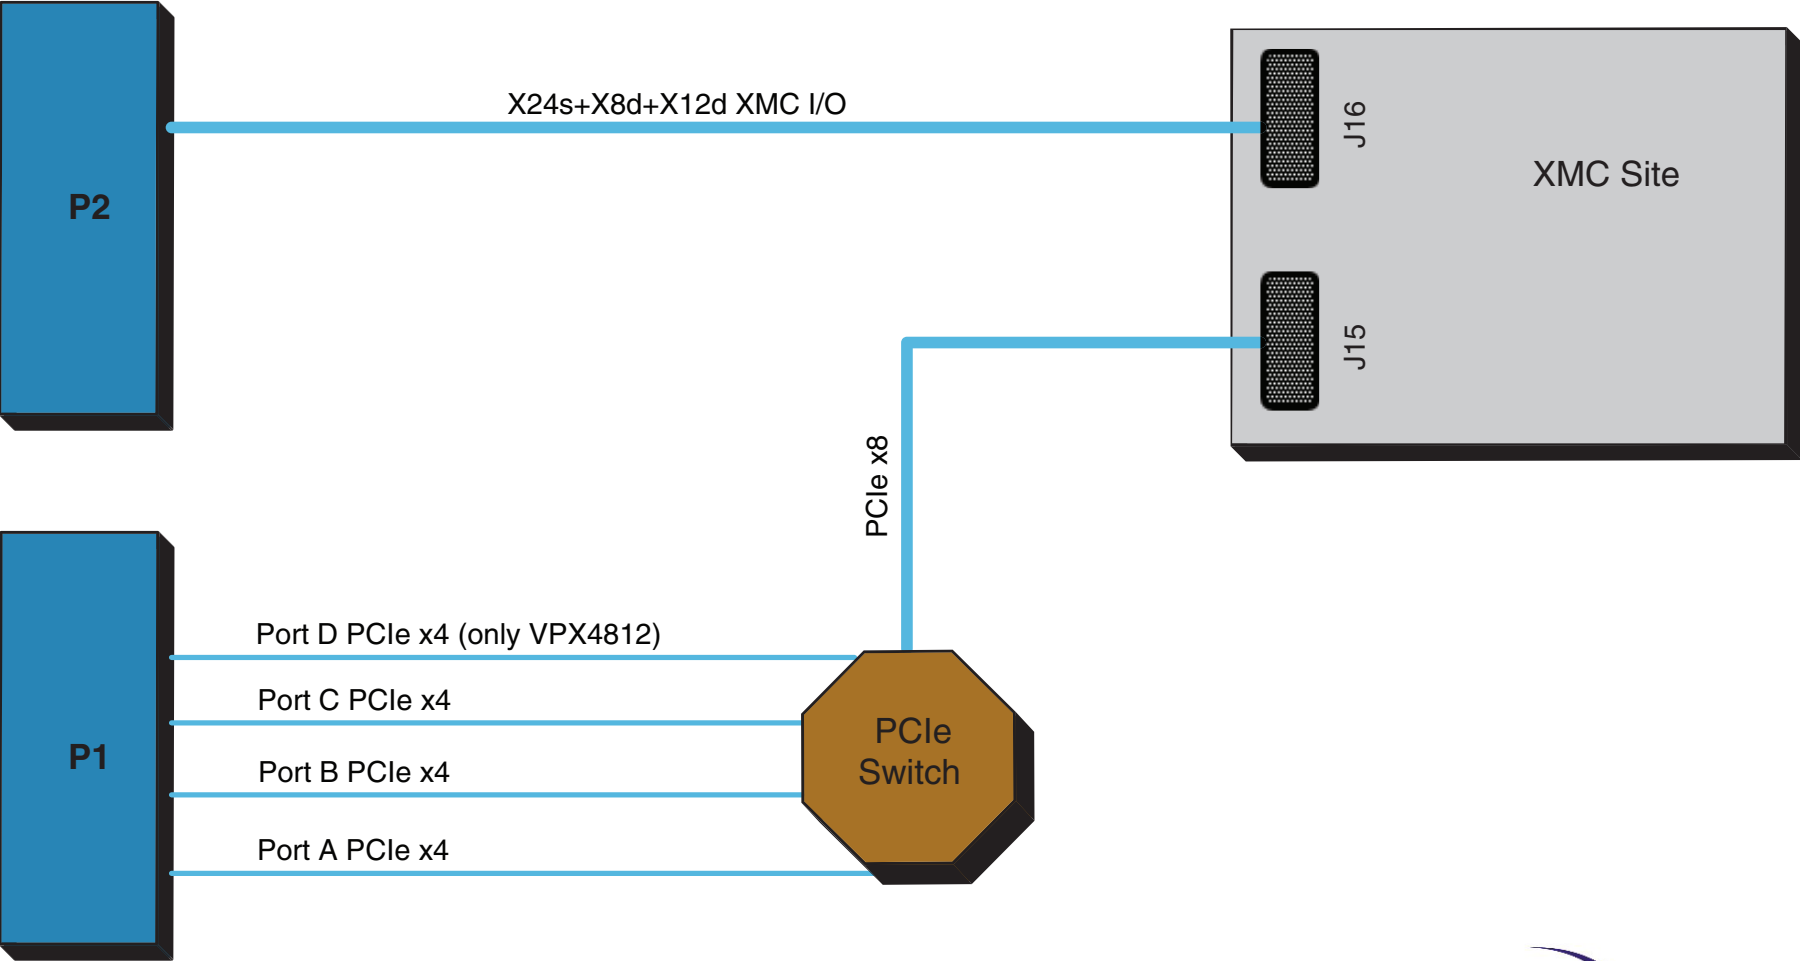 X24s+X8d+X12d XMC I/O
J16
XMC Site
P2
J15
PCIe x8
Port D PCIe x4 (only VPX4812)
Port C PCIe x4
PCIe
Switch
P1
Port B PCIe x4
Port A PCIe x4